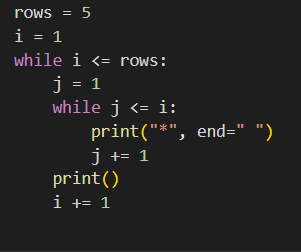 rows = 5
i = 1
while i <= rows:
    j = 1
    while j <= i:
        print("*", end=" ")
        j += 1
    print()
    i += 1